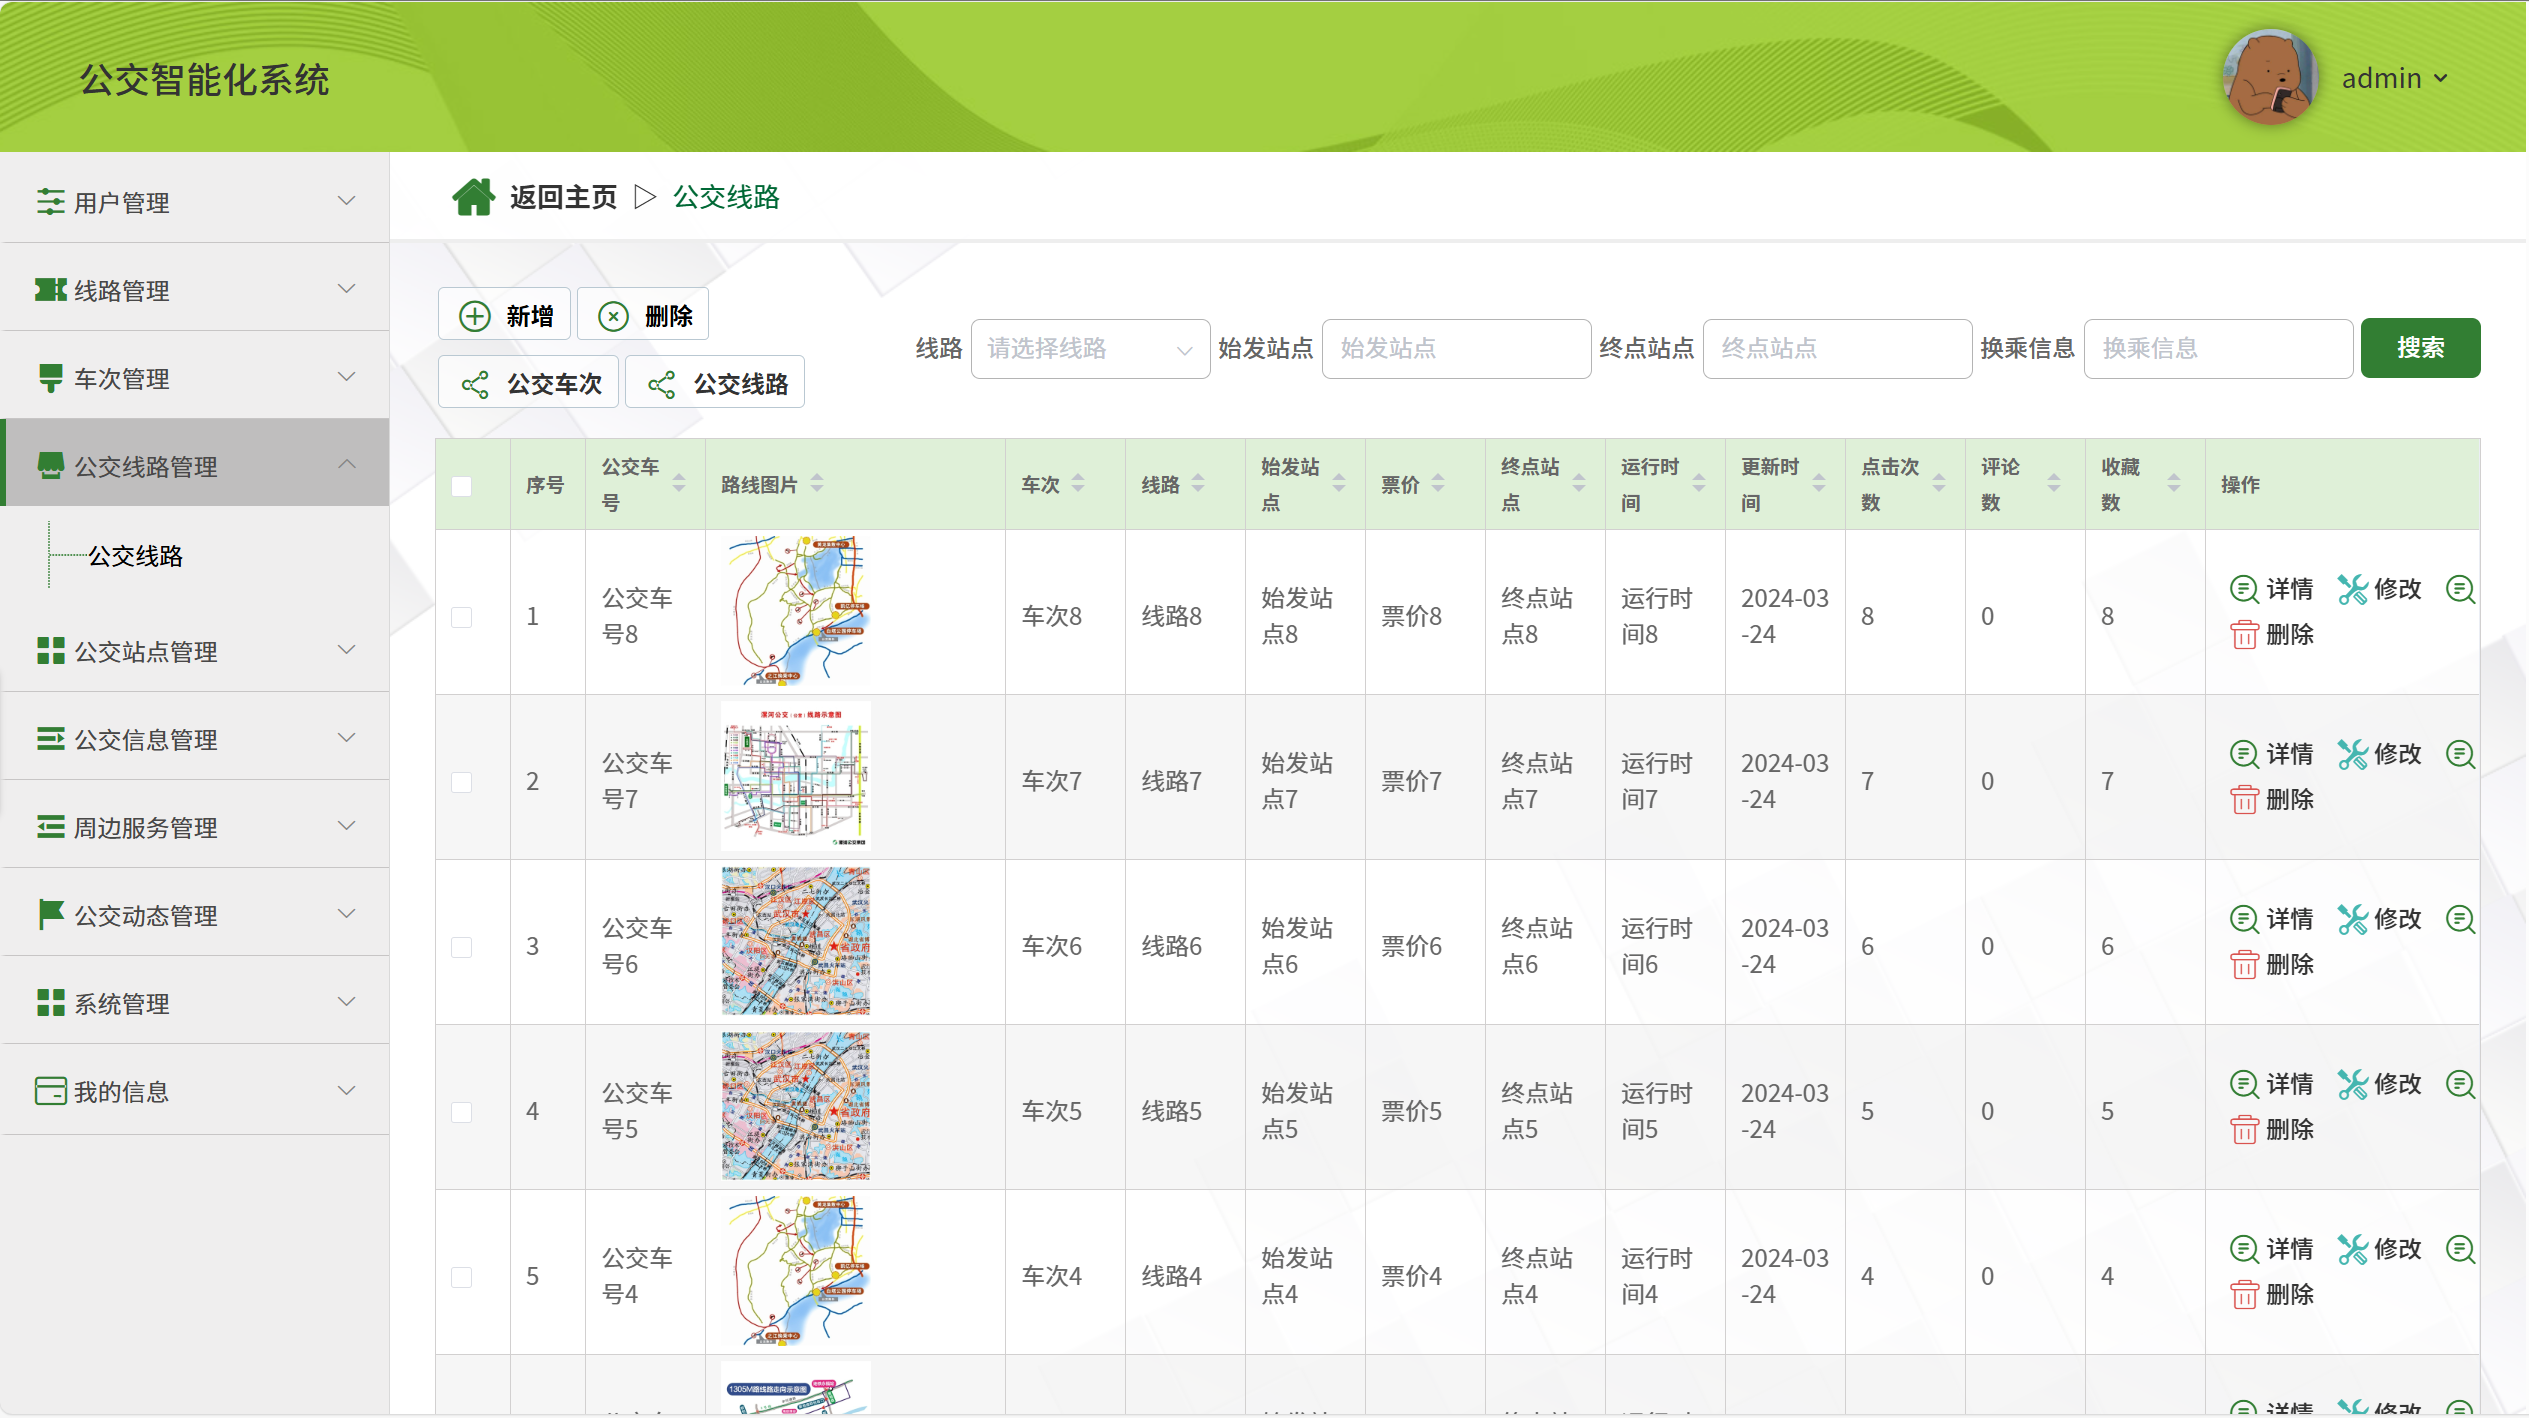 公交智能化系统
admin
用户管理
线路管理
车次管理
公交线路管理
公交线路
公交站点管理
公交信息管理
周边服务管理
公交动态管理
系统管理
我的信息
返回主页 ▷ 公交线路
新增 删除
公交车次 公交线路
线路 请选择线路 始发站点 始发站点 终点站点 终点站点 换乘信息 换乘信息 搜索
序号 公交车号 路线图片 车次 线路 始发站点 票价 终点站点 运行时间 更新时间 点击次数 评论数 收藏数 操作
1 公交车号8 车次8 线路8 始发站点8 票价8 终点站点8 运行时间8 2024-03-24 8 0 8 详情 修改 删除
2 公交车号7 车次7 线路7 始发站点7 票价7 终点站点7 运行时间7 2024-03-24 7 0 7 详情 修改 删除
3 公交车号6 车次6 线路6 始发站点6 票价6 终点站点6 运行时间6 2024-03-24 6 0 6 详情 修改 删除
4 公交车号5 车次5 线路5 始发站点5 票价5 终点站点5 运行时间5 2024-03-24 5 0 5 详情 修改 删除
5 公交车号4 车次4 线路4 始发站点4 票价4 终点站点4 运行时间4 2024-03-24 4 0 4 详情 修改 删除
1305M路线路走向示意图
详情 修改